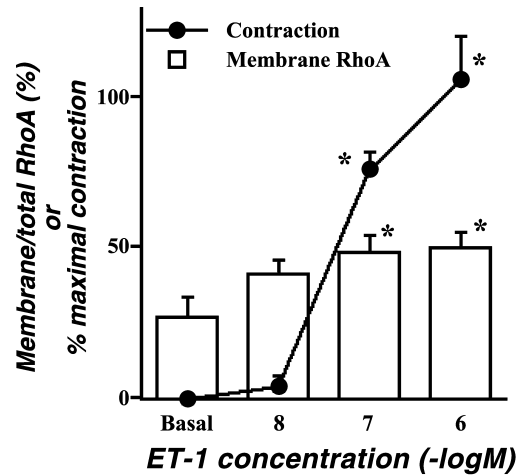 Contraction
Membrane RhoA
Membrane/total RhoA (%)
or
% maximal contraction
100
50
0
*
*
*
*
Basal 8 7 6
ET-1 concentration (-logM)